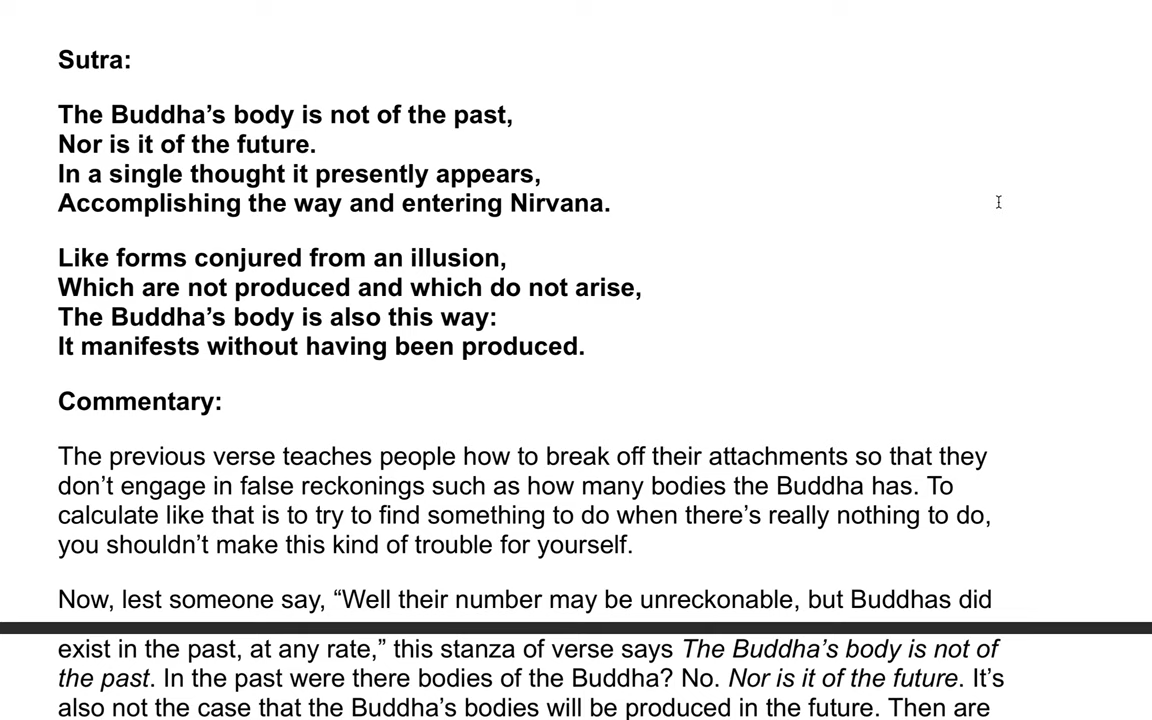 Sutra:
The Buddha’s body is not of the past,
Nor is it of the future.
In a single thought it presently appears,
Accomplishing the way and entering Nirvana.
Like forms conjured from an illusion,
Which are not produced and which do not arise,
The Buddha’s body is also this way:
It manifests without having been produced.
Commentary:
The previous verse teaches people how to break off their attachments so that they
don’t engage in false reckonings such as how many bodies the Buddha has. To
calculate like that is to try to find something to do when there’s really nothing to do,
you shouldn’t make this kind of trouble for yourself.
Now, lest someone say, “Well their number may be unreckonable, but Buddhas did
exist in the past, at any rate,” this stanza of verse says The Buddha’s body is not of
the past. In the past were there bodies of the Buddha? No. Nor is it of the future. It’s
also not the case that the Buddha’s bodies will be produced in the future. Then are